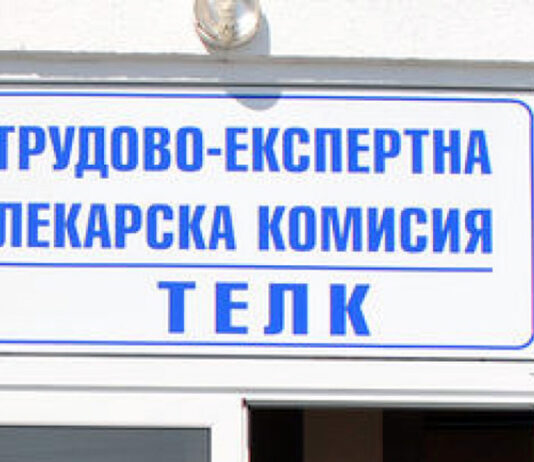 ТРУДОВО-ЕКСПЕРТНА
ЛЕКАРСКА КОМИСИЯ
ТЕЛК